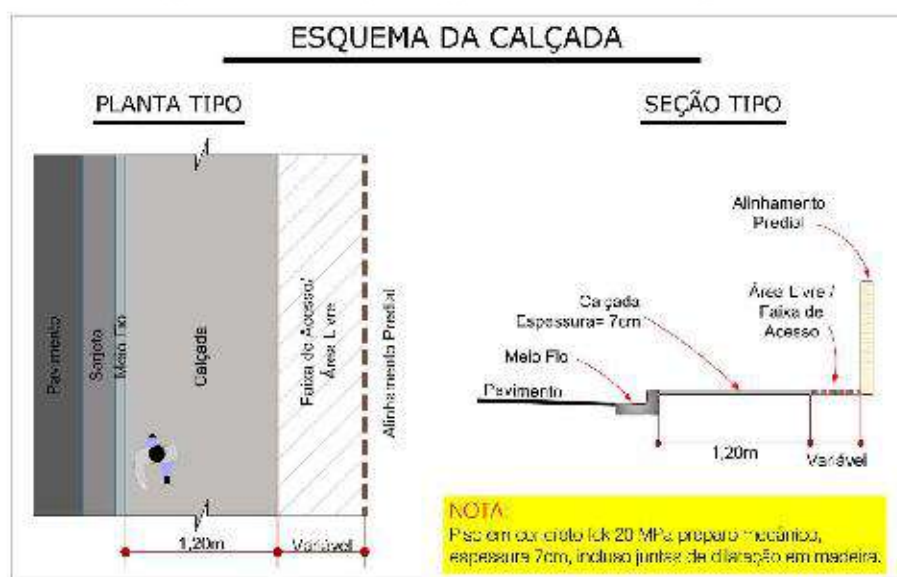 ESQUEMA DA CALÇADA
PLANTA TIPO
Pavimento
Sarjeta
Meio Fio
Calçada
Faixa de Acesso/
Área Livre
Alinhamento Predial
1,20m
Variável
SEÇÃO TIPO
Alinhamento
Predial
Área Livre /
Faixa de
Acesso
Calçada
Espessura= 7cm
Meio Fio
Pavimento
1,20m
Variável
NOTA:
Piso em concreto fck 20 MPa preparo mecânico,
espessura 7cm, incluso juntas de dilatação em madeira.